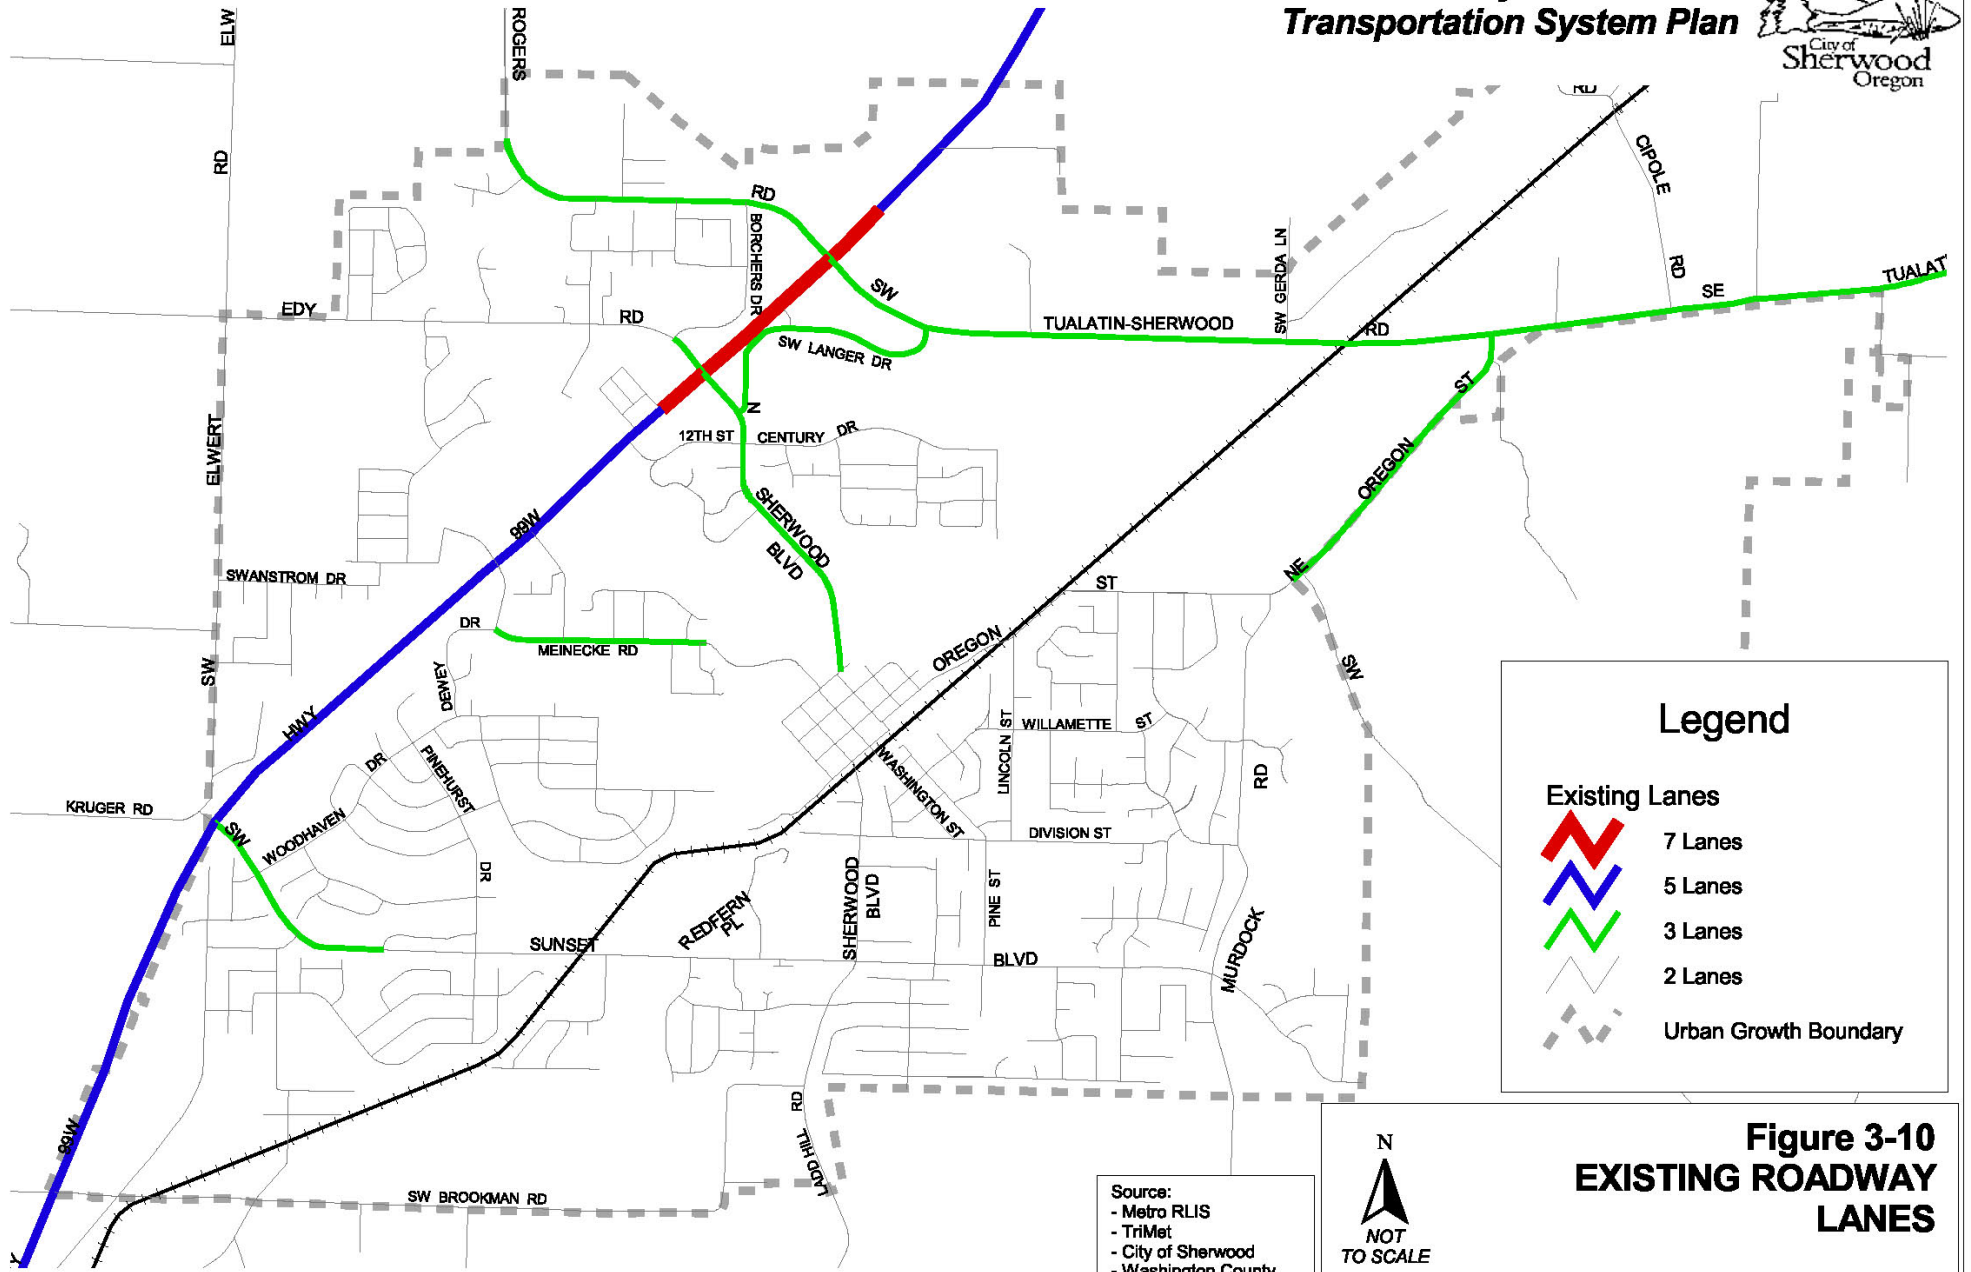 Transportation System Plan
City of
Sherwood
Oregon
ELW
ROGERS
RD
RD
CIPOLE
RD
RD
BORCHERS DR
SW
SW GERDA LN
RD
SE
EDY
RD
TUALATIN-SHERWOOD
RD
SW LANGER DR
N
ST
12TH ST
CENTURY
DR
ELWERT
OREGON
SHERWOOD
BLVD
99W
NE
SWANSTROM DR
ST
DR
MEINECKE RD
OREGON
SW
SW
DEWEY
HWY
WILLAMETTE
ST
LINCOLN ST
DR
PINEHURST
WASHINGTON ST
RD
KRUGER RD
SW
WOODHAVEN
DIVISION ST
DR
SHERWOOD
BLVD
PINE ST
REDFERN
PL
SUNSET
BLVD
MURDOCK
RD
LADD HILL
99W
SW BROOKMAN RD
Legend
Existing Lanes
7 Lanes
5 Lanes
3 Lanes
2 Lanes
Urban Growth Boundary
Source:
- Metro RLIS
- TriMet
- City of Sherwood
- Washington County
N
NOT
TO SCALE
Figure 3-10
EXISTING ROADWAY
LANES